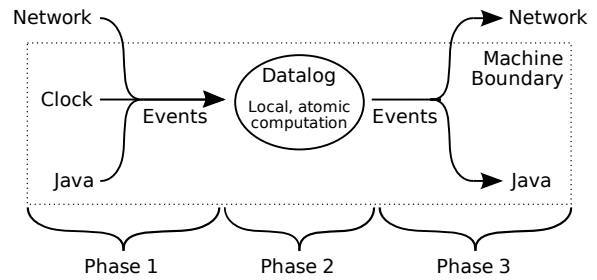 Network
Network
Machine
Boundary
Datalog
Local, atomic
computation
Clock
Events
Events
Java
Java
Phase 1
Phase 2
Phase 3